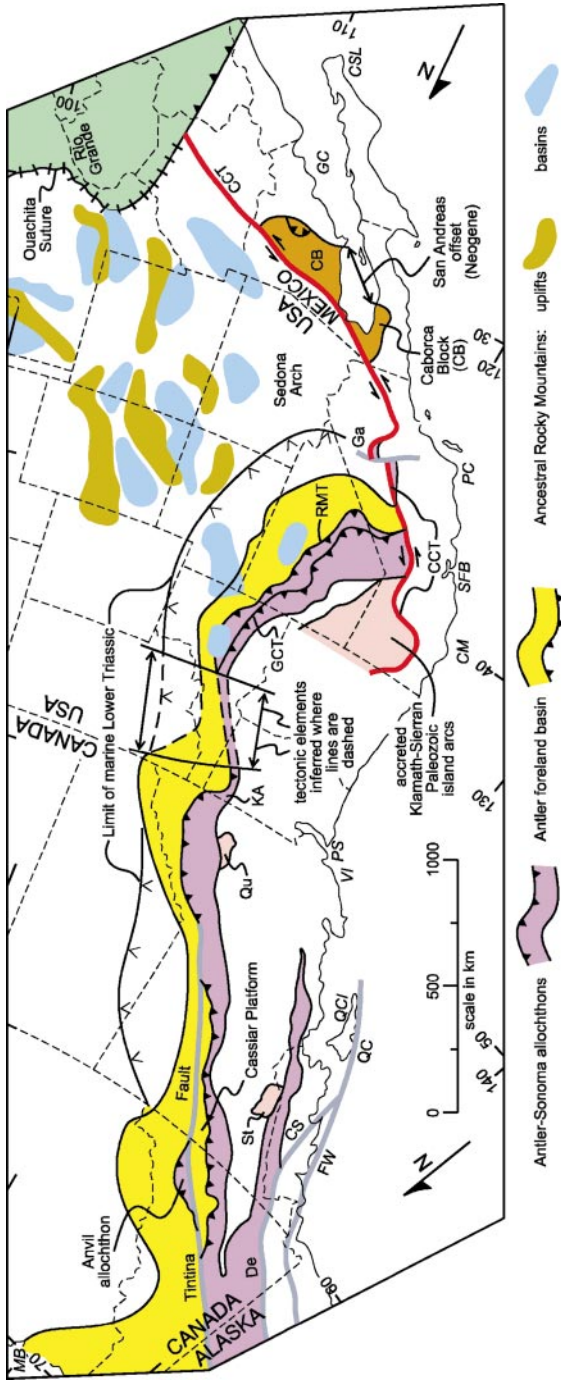 MB
70
60
50
140
130
40
120
30
110
100
CANADA
ALASKA
Tintina
Anvil
allochthon
De
Fault
Cassiar Platform
St
CS
FW
QC
QCI
Qu
VI
PS
KA
CANADA
USA
Limit of marine Lower Triassic
tectonic elements
inferred where
lines are
dashed
GCT
RMT
accreted
Klamath-Sierran
Paleozoic
island arcs
CM
CCT
SFB
PC
Ga
Sedona
Arch
USA
MEXICO
CCT
CB
Caborca
Block
(CB)
San Andreas
offset
(Neogene)
GC
CSL
Ouachita
Suture
Rio
Grande
N
N
0
500
1000
scale in km
Antler-Sonoma allochthons
Antler foreland basin
Ancestral Rocky Mountains:
uplifts
basins